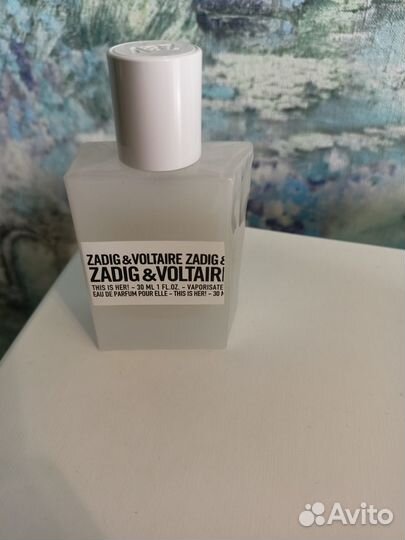 ZADIG & VOLTAIRE ZADIG &
ZADIG & VOLTAIRE
THIS IS HER! – 30 ML 1 FL.OZ. – VAPORISATE
EAU DE PARFUM POUR ELLE – THIS IS HER! – 30 M
Avito